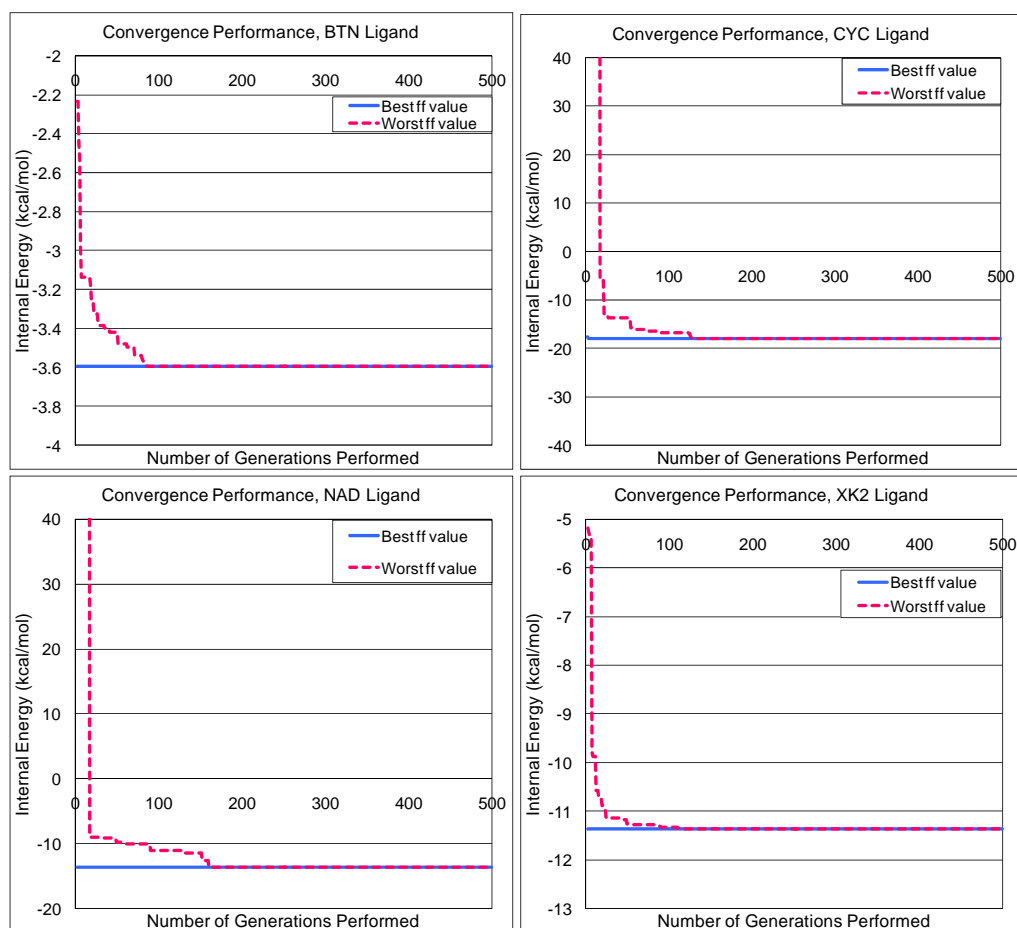 Convergence Performance, BTN Ligand
-2
0 100 200 300 400 500
-2.2
Best ff value
Worst ff value
-2.4
-2.6
-2.8
-3
-3.2
-3.4
-3.6
-3.8
-4
Internal Energy (kcal/mol)
Number of Generations Performed
Convergence Performance, CYC Ligand
40
Best ff value
Worst ff value
30
20
10
0
0 100 200 300 400 500
-10
-20
-30
-40
Internal Energy (kcal/mol)
Number of Generations Performed
Convergence Performance, NAD Ligand
40
Best ff value
Worst ff value
30
20
10
0
0 100 200 300 400 500
-10
-20
Internal Energy (kcal/mol)
Number of Generations Performed
Convergence Performance, XK2 Ligand
-5
0 100 200 300 400 500
-6
Best ff value
Worst ff value
-7
-8
-9
-10
-11
-12
-13
Internal Energy (kcal/mol)
Number of Generations Performed